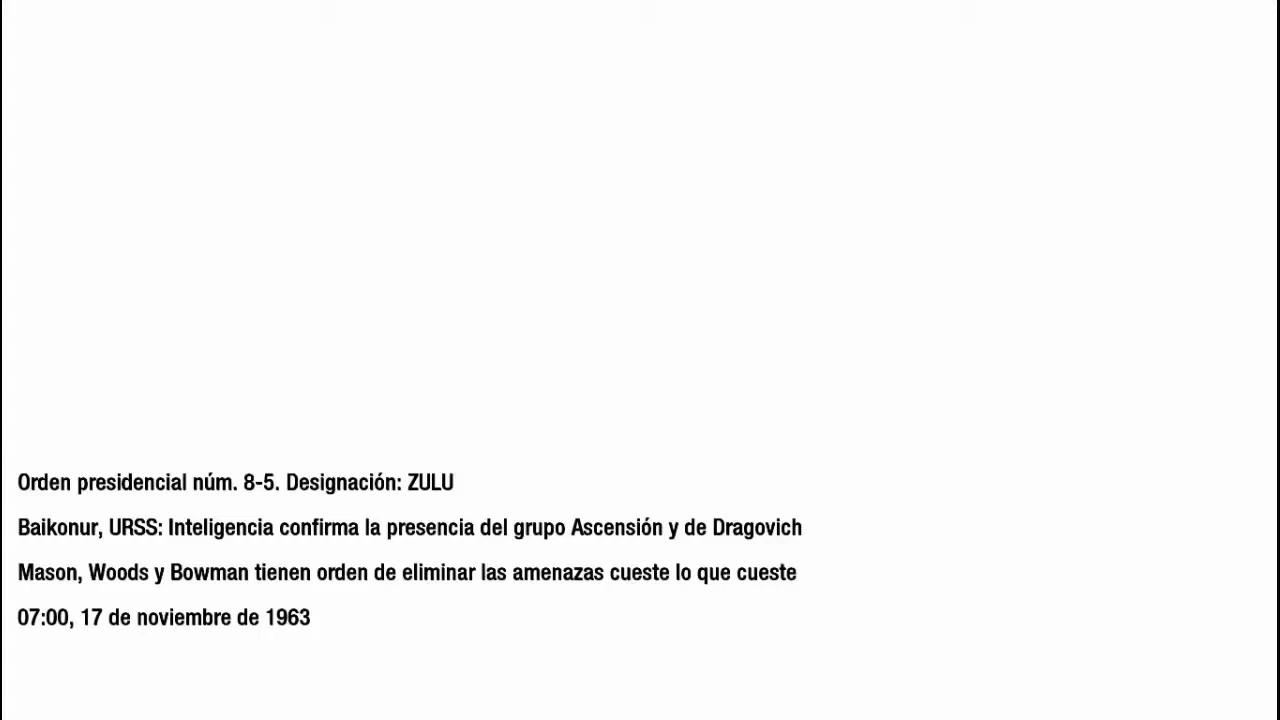 Orden presidencial núm. 8-5. Designación: ZULU
Baikonur, URSS: Inteligencia confirma la presencia del grupo Ascensión y de Dragovich
Mason, Woods y Bowman tienen orden de eliminar las amenazas cueste lo que cueste
07:00, 17 de noviembre de 1963